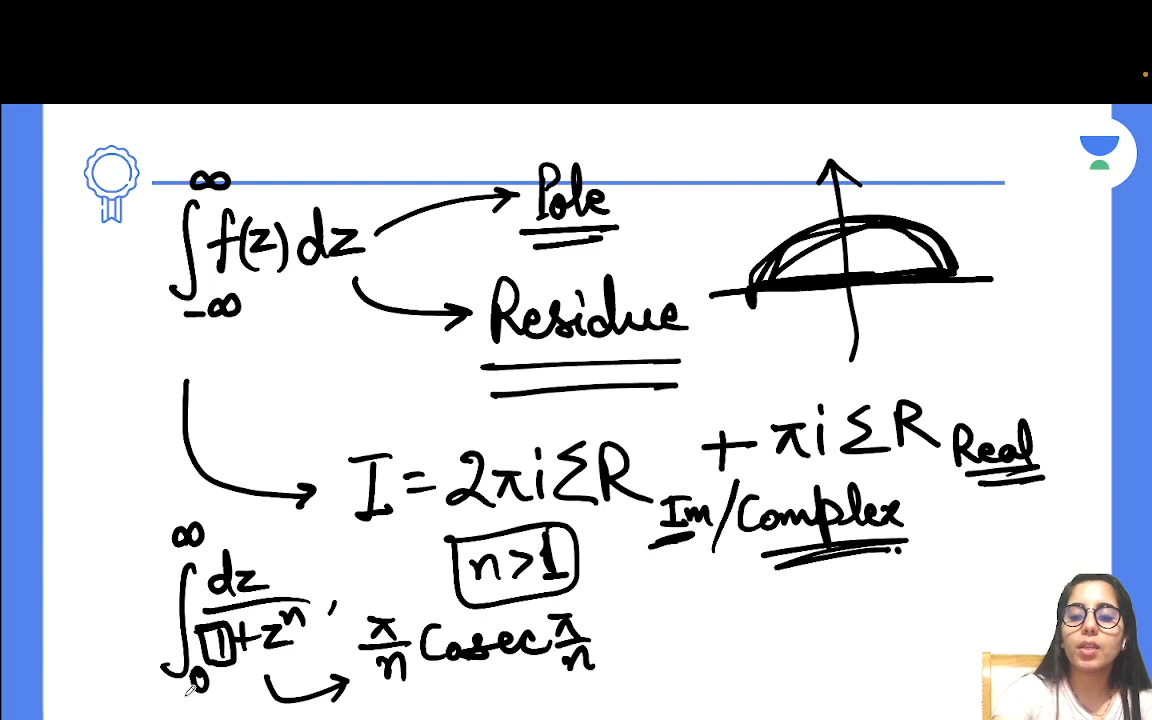 ∞
∫ f(z) dz
-∞
Pole
Residue
I = 2πi ΣR Im/Complex + πi ΣR Real
n > 1
∞
∫ dz / 1+z^n , π/n Cosec π/n
0